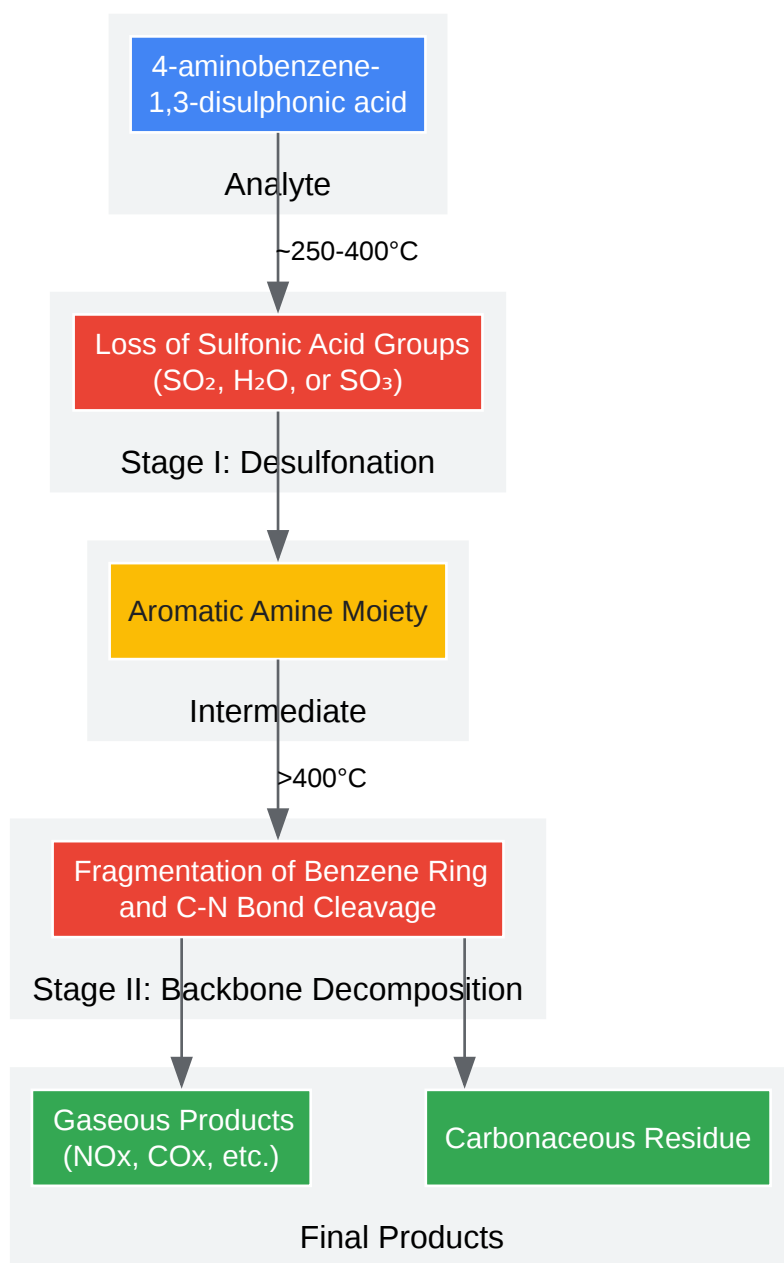 4-aminobenzene-
1,3-disulphonic acid
Analyte
~250-400°C
Loss of Sulfonic Acid Groups
(SO₂, H₂O, or SO₃)
Stage I: Desulfonation
Aromatic Amine Moiety
Intermediate
>400°C
Fragmentation of Benzene Ring
and C-N Bond Cleavage
Stage II: Backbone Decomposition
Gaseous Products
(NOx, COx, etc.)
Carbonaceous Residue
Final Products